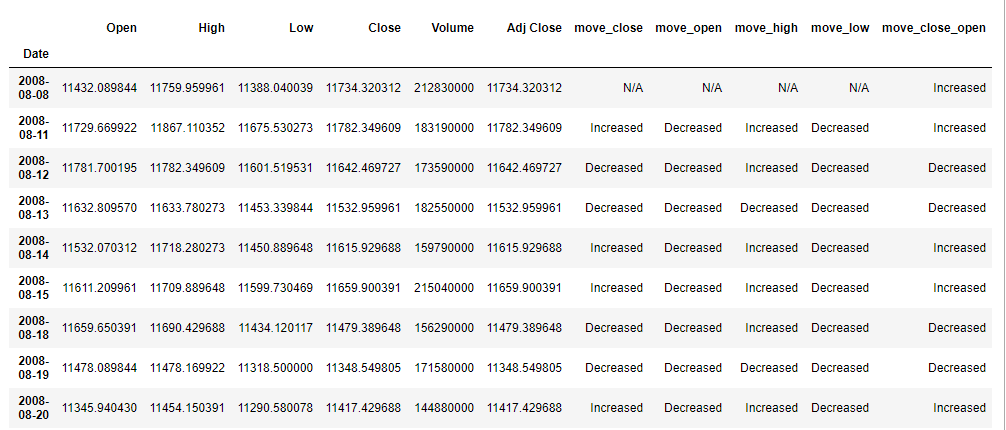 Open High Low Close Volume Adj Close move_close move_open move_high move_low move_close_open
Date
2008-08-08 11432.089844 11759.959961 11388.040039 11734.320312 212830000 11734.320312 N/A N/A N/A N/A Increased
2008-08-11 11729.669922 11867.110352 11675.530273 11782.349609 183190000 11782.349609 Increased Decreased Increased Decreased Increased
2008-08-12 11781.700195 11782.349609 11601.519531 11642.469727 173590000 11642.469727 Decreased Decreased Increased Decreased Decreased
2008-08-13 11632.809570 11633.780273 11453.339844 11532.959961 182550000 11532.959961 Decreased Decreased Decreased Decreased Decreased
2008-08-14 11532.070312 11718.280273 11450.889648 11615.929688 159790000 11615.929688 Increased Decreased Increased Decreased Increased
2008-08-15 11611.209961 11709.889648 11599.730469 11659.900391 215040000 11659.900391 Increased Decreased Increased Decreased Increased
2008-08-18 11659.650391 11690.429688 11434.120117 11479.389648 156290000 11479.389648 Decreased Decreased Increased Decreased Decreased
2008-08-19 11478.089844 11478.169922 11318.500000 11348.549805 171580000 11348.549805 Decreased Decreased Decreased Decreased Decreased
2008-08-20 11345.940430 11454.150391 11290.580078 11417.429688 144880000 11417.429688 Increased Decreased Increased Decreased Increased